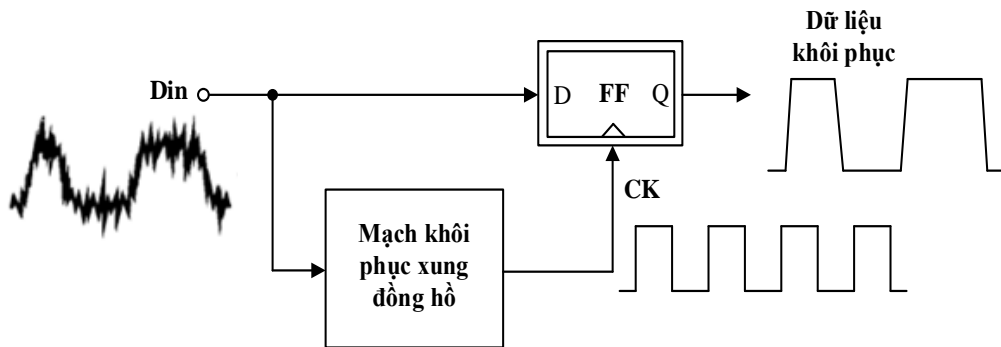 Dữ liệu
khôi phục
Din
D FF Q
CK
Mạch khôi
phục xung
đồng hồ